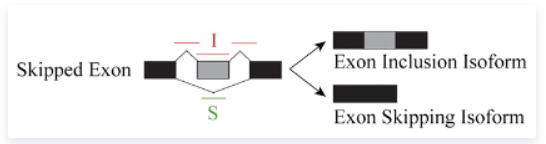 I
Skipped Exon
S
Exon Inclusion Isoform
Exon Skipping Isoform